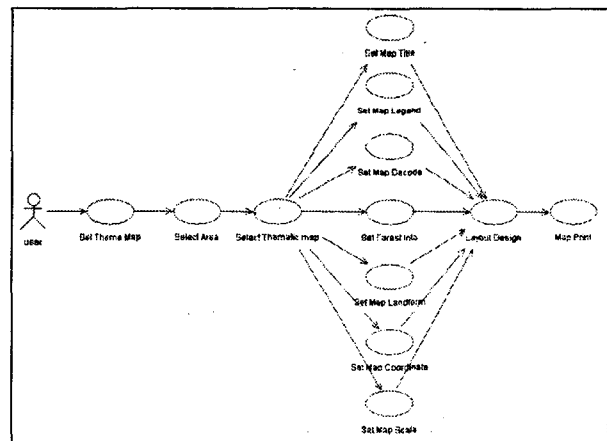 Set Map Title
Set Map Legend
Set Map Decode
user
Set Theme Map
Select Area
Select Thematic map
Set Forest Info
Layout Design
Map Print
Set Map Landform
Set Map Coordinate
Set Map Scale